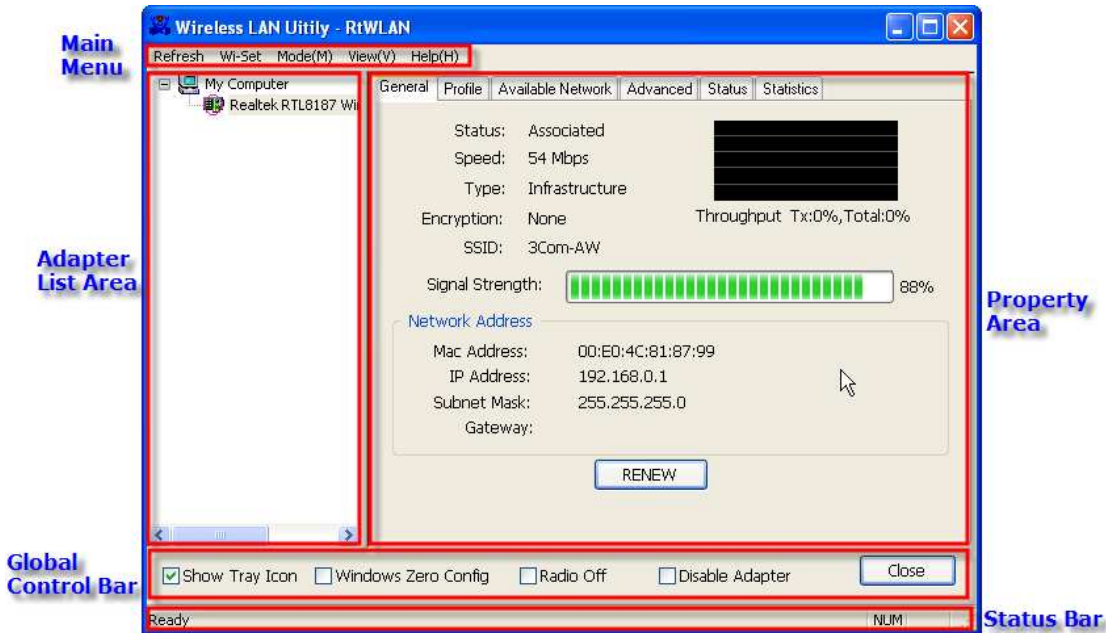 Wireless LAN Uitily - RtWLAN
Main
Menu
Refresh Wi-Set Mode(M) View(V) Help(H)
My Computer
Realtek RTL8187 Wi
General Profile Available Network Advanced Status Statistics
Status: Associated
Speed: 54 Mbps
Type: Infrastructure
Encryption: None
SSID: 3Com-AW
Throughput Tx:0%,Total:0%
Signal Strength: 88%
Adapter
List Area
Property
Area
Network Address
Mac Address: 00:E0:4C:81:87:99
IP Address: 192.168.0.1
Subnet Mask: 255.255.255.0
Gateway:
RENEW
Global
Control Bar
Show Tray Icon Windows Zero Config Radio Off Disable Adapter Close
Ready NUM
Status Bar